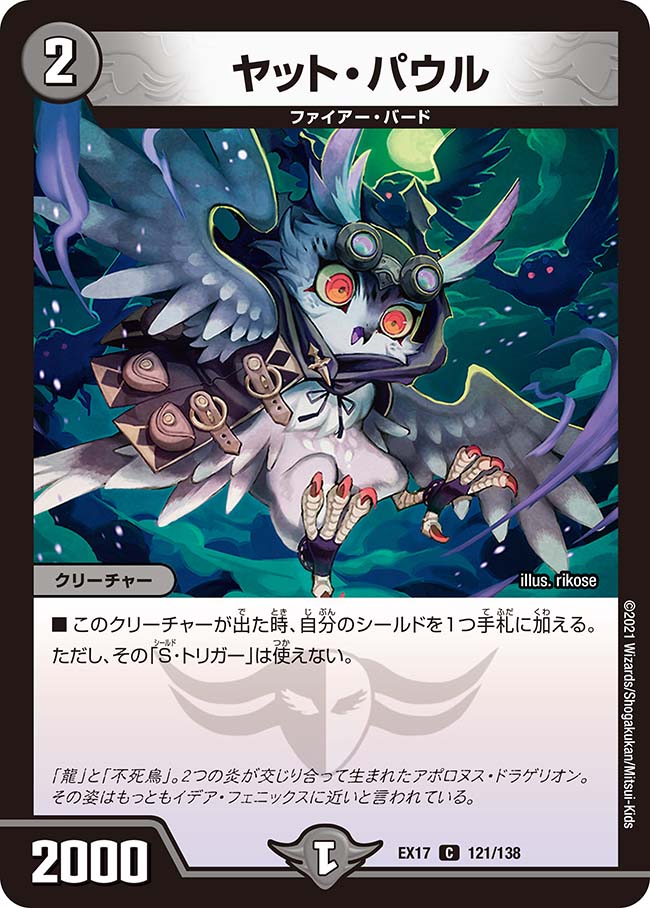 2
ヤット・パウル
ファイアー・バード
クリーチャー
illus. rikose
■このクリーチャーが出た時、自分のシールドを1つ手札に加える。
ただし、その「S・トリガー」は使えない。
「龍」と「不死鳥」。2つの炎が交じり合って生まれたアポロヌス・ドラゲリオン。
その姿はもっともイデア・フェニックスに近いと言われている。
©2021 Wizards/Shogakukan/Mitsui-Kids
2000
1
EX17 C 121/138